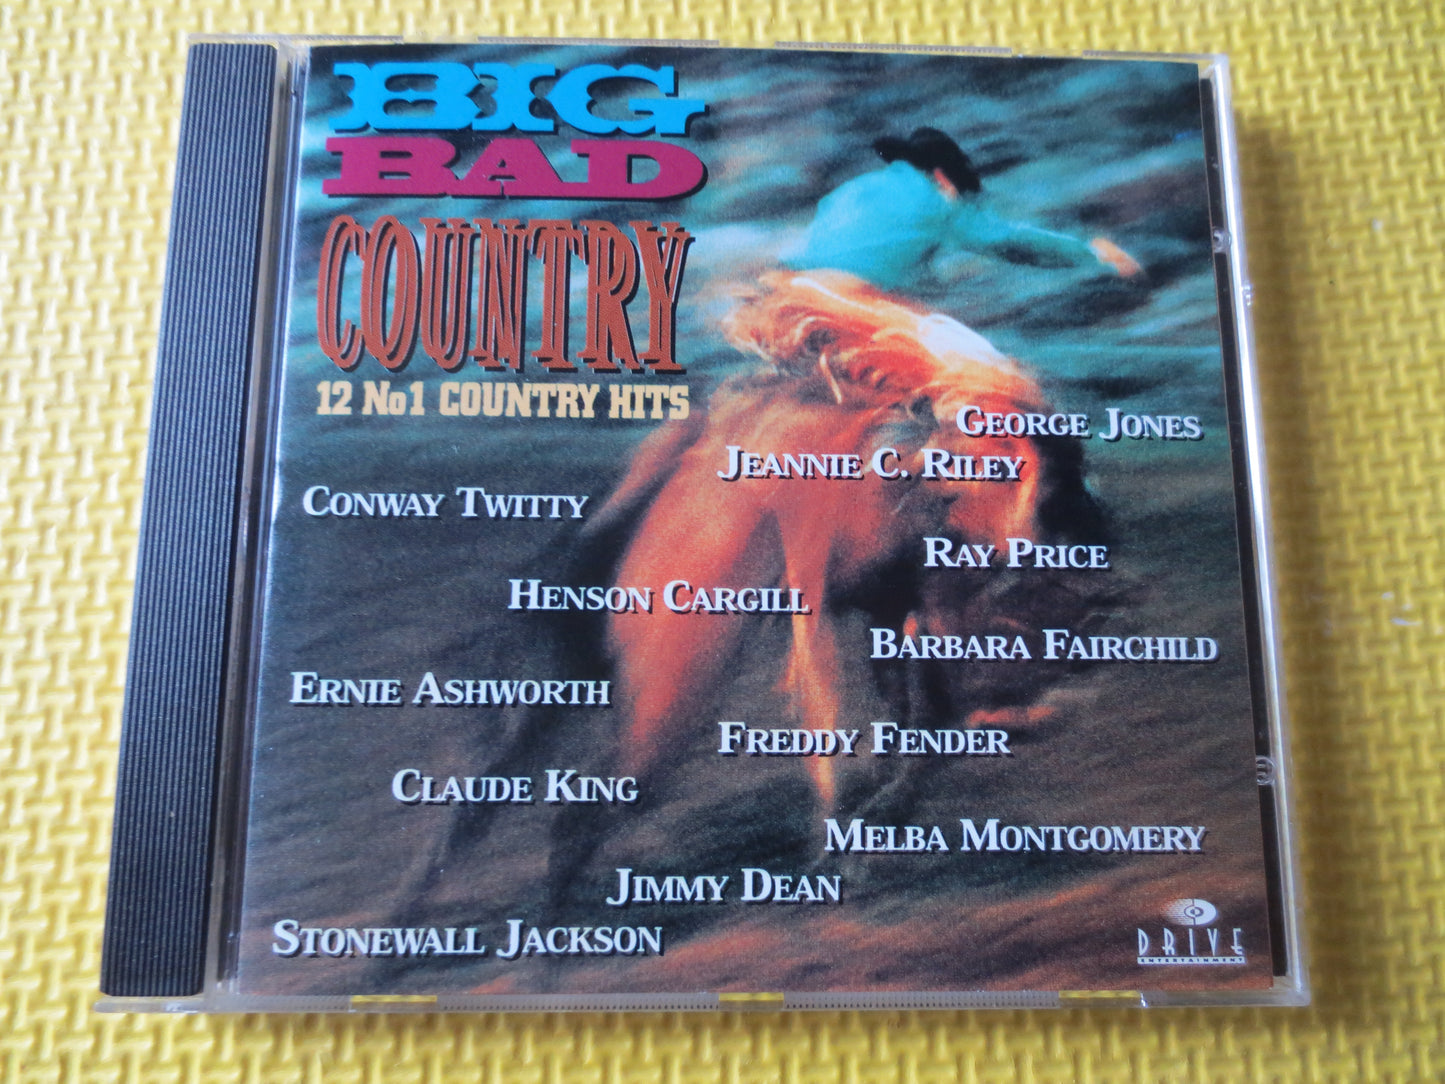 BIG
BAD
COUNTRY
12 No1 COUNTRY HITS
GEORGE JONES
JEANNIE C. RILEY
CONWAY TWITTY
RAY PRICE
HENSON CARGILL
BARBARA FAIRCHILD
ERNIE ASHWORTH
FREDDY FENDER
CLAUDE KING
MELBA MONTGOMERY
JIMMY DEAN
STONEWALL JACKSON
DRIVE
ENTERTAINMENT